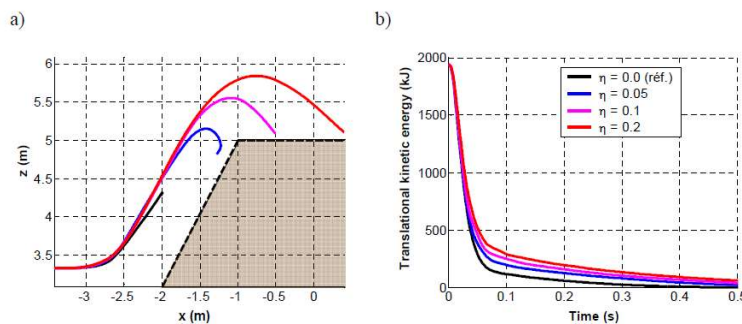 a)
b)
6
5.5
5
4.5
4
3.5
z (m)
-3 -2.5 -2 -1.5 -1 -0.5 0
x (m)
2000
1500
1000
500
0
Translational kinetic energy (kJ)
η = 0.0 (réf.)
η = 0.05
η = 0.1
η = 0.2
0 0.1 0.2 0.3 0.4 0.5
Time (s)